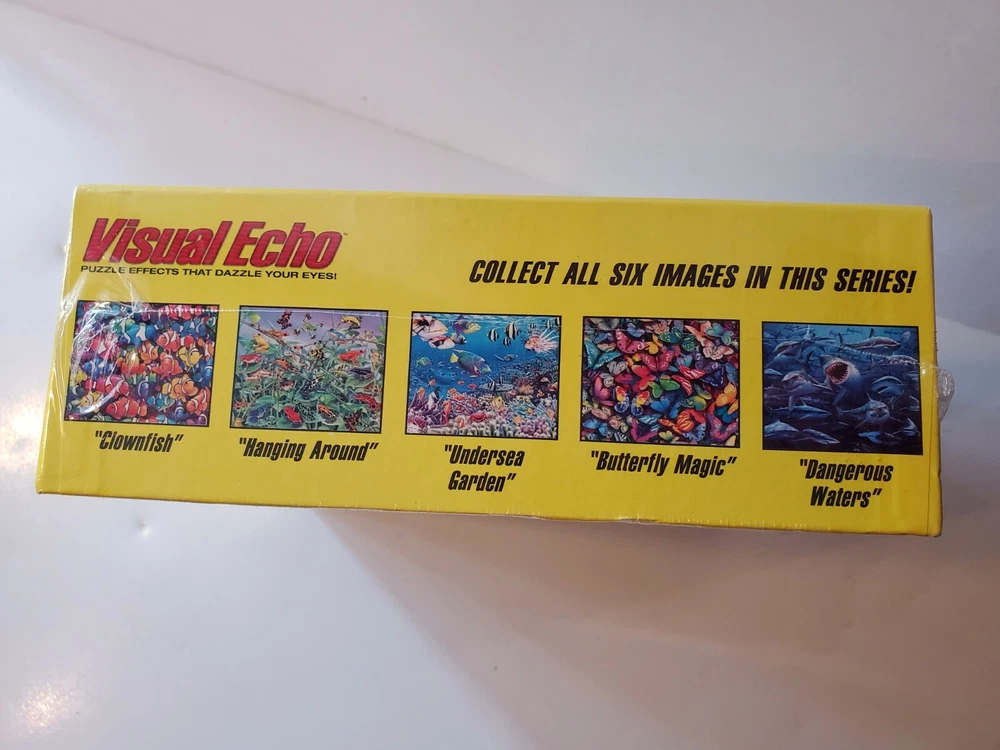 Visual Echo™
PUZZLE EFFECTS THAT DAZZLE YOUR EYES!
COLLECT ALL SIX IMAGES IN THIS SERIES!
"Clownfish"
"Hanging Around"
"Undersea
Garden"
"Butterfly Magic"
"Dangerous
Waters"